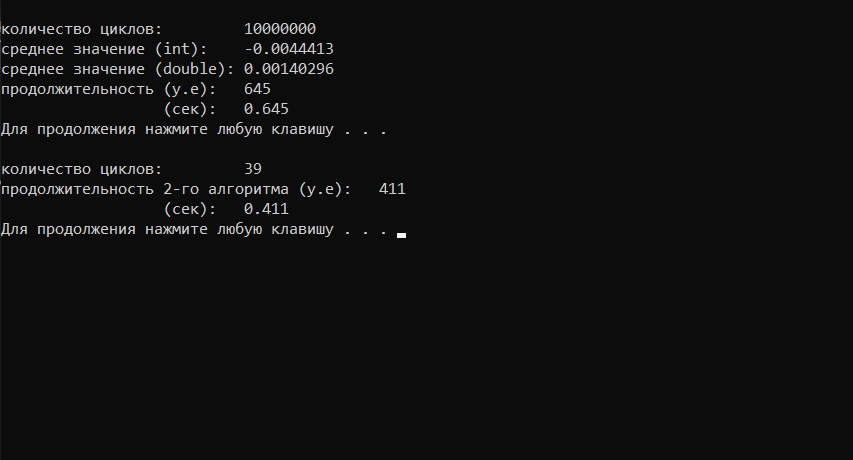 количество циклов: 10000000
среднее значение (int): -0.0044413
среднее значение (double): 0.00140296
продолжительность (у.е): 645
(сек): 0.645
Для продолжения нажмите любую клавишу . . .
количество циклов: 39
продолжительность 2-го алгоритма (у.е): 411
(сек): 0.411
Для продолжения нажмите любую клавишу . . .